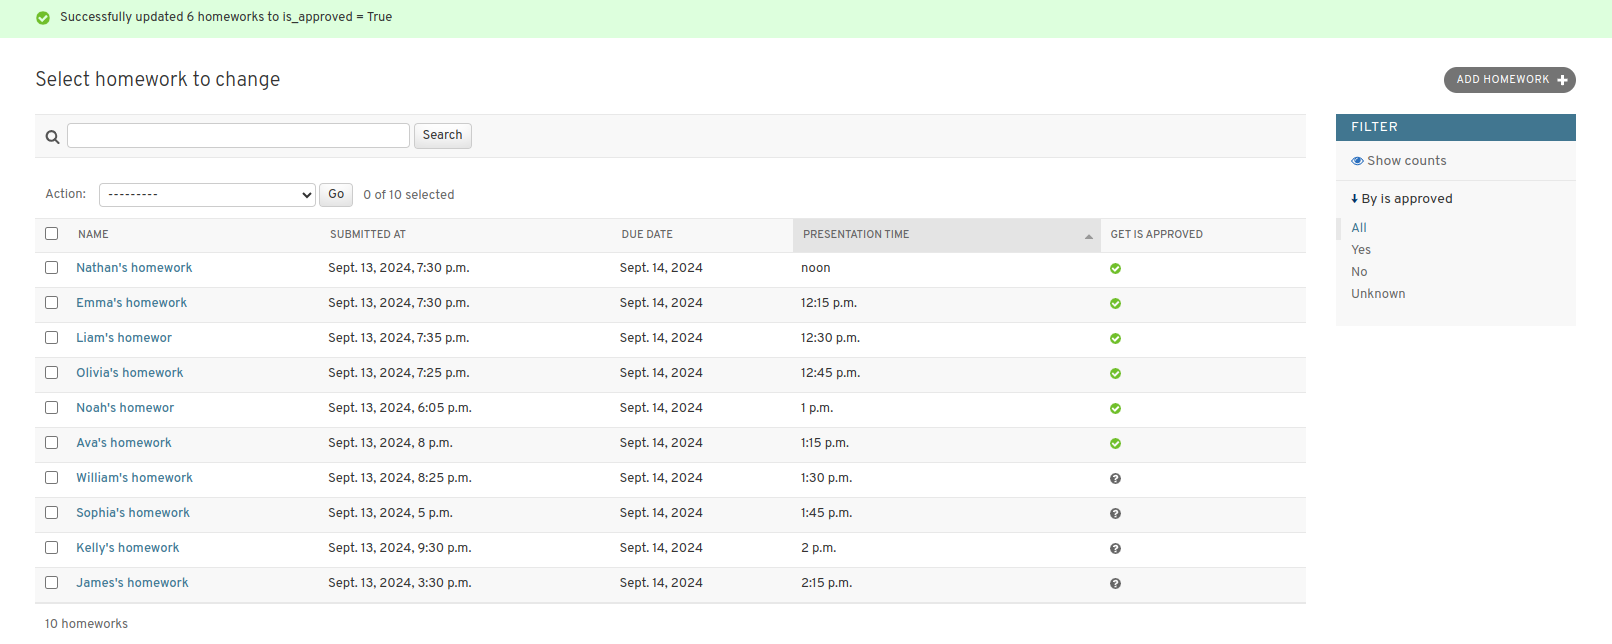 Successfully updated 6 homeworks to is_approved = True
Select homework to change
ADD HOMEWORK
Search
Action: --------- Go 0 of 10 selected
NAME SUBMITTED AT DUE DATE PRESENTATION TIME GET IS APPROVED
Nathan's homework Sept. 13, 2024, 7:30 p.m. Sept. 14, 2024 noon
Emma's homework Sept. 13, 2024, 7:30 p.m. Sept. 14, 2024 12:15 p.m.
Liam's homewor Sept. 13, 2024, 7:35 p.m. Sept. 14, 2024 12:30 p.m.
Olivia's homework Sept. 13, 2024, 7:25 p.m. Sept. 14, 2024 12:45 p.m.
Noah's homewor Sept. 13, 2024, 6:05 p.m. Sept. 14, 2024 1 p.m.
Ava's homework Sept. 13, 2024, 8 p.m. Sept. 14, 2024 1:15 p.m.
William's homework Sept. 13, 2024, 8:25 p.m. Sept. 14, 2024 1:30 p.m.
Sophia's homework Sept. 13, 2024, 5 p.m. Sept. 14, 2024 1:45 p.m.
Kelly's homework Sept. 13, 2024, 9:30 p.m. Sept. 14, 2024 2 p.m.
James's homework Sept. 13, 2024, 3:30 p.m. Sept. 14, 2024 2:15 p.m.
10 homeworks
FILTER
Show counts
By is approved
All
Yes
No
Unknown